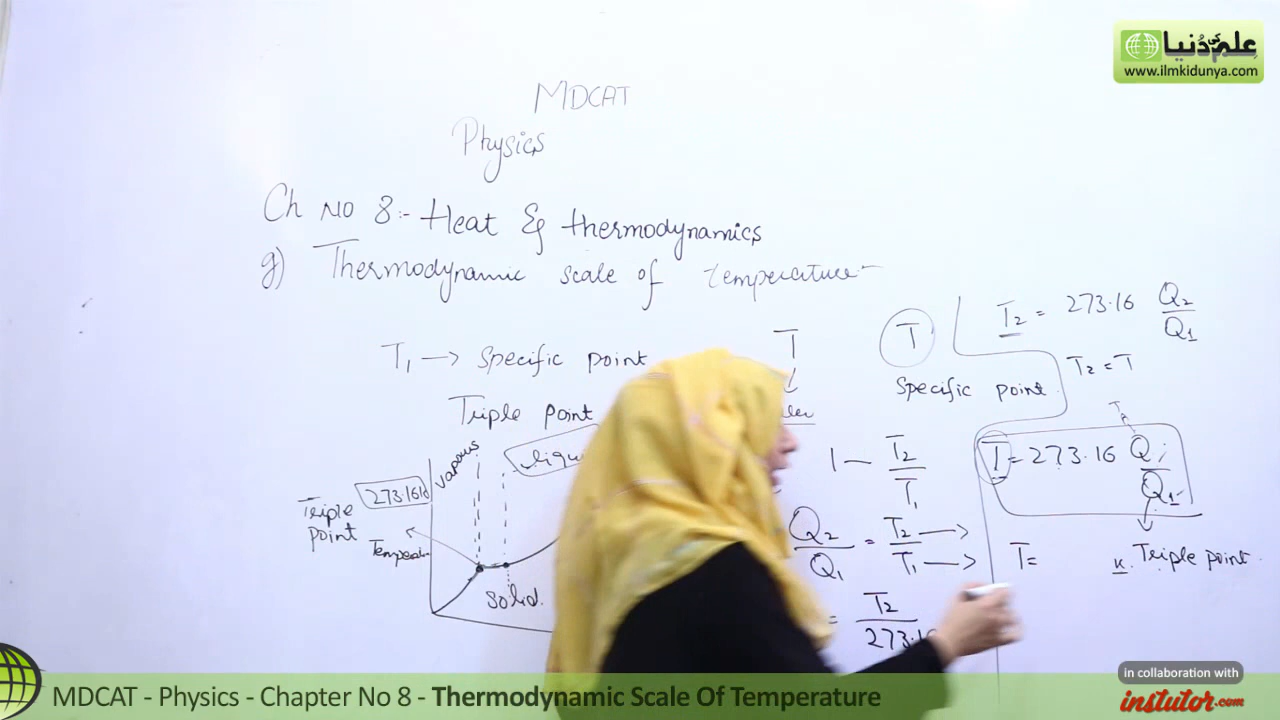 علم کی دُنیا
www.ilmkidunya.com
MDCAT
Physics
Ch No 8:- Heat & thermodynamics
g) Thermodynamic scale of temperature
T₁ → Specific point
Triple point
vapours
273.16
Triple point
solid.
T
1 - T₂/T₁
Q₂/Q₁ = T₂/T₁
= T₂/273.16
T
Specific point
T₂ = 273.16 Q₂/Q₁
T₂ = T
T = 273.16 Q/Q₁
T = K. Triple point.
MDCAT - Physics - Chapter No 8 - Thermodynamic Scale Of Temperature
in collaboration with
instutor.com